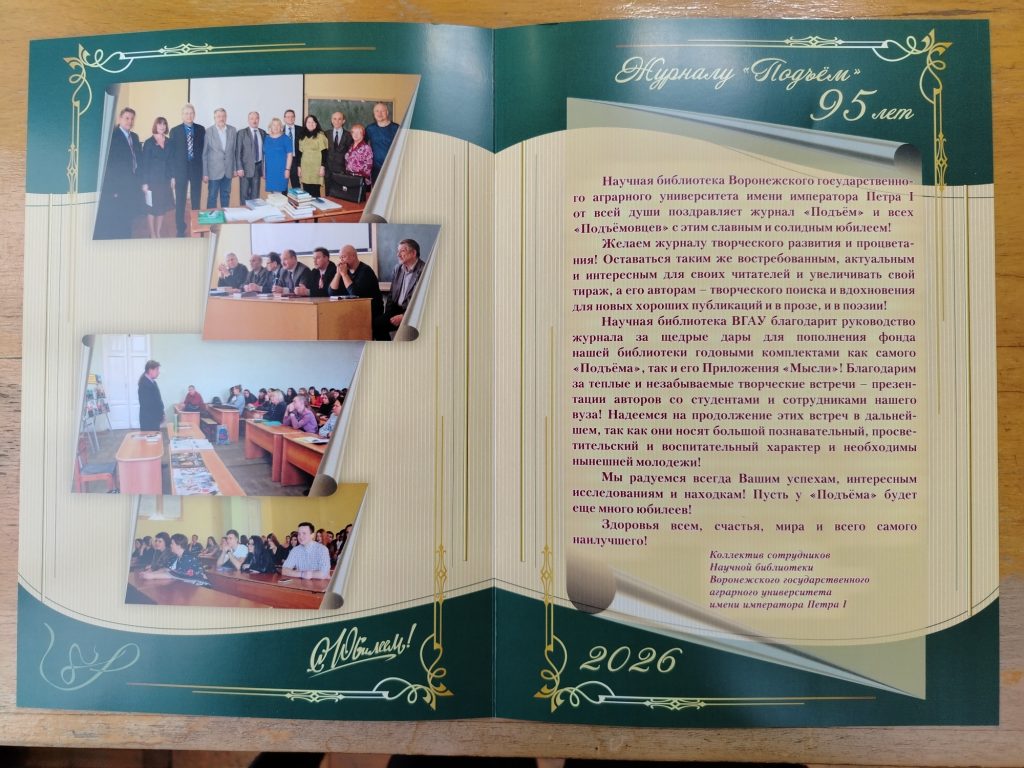 С Юбилеем!
Журналу «Подъём»
95 лет
Научная библиотека Воронежского государственно-
го аграрного университета имени императора Петра I
от всей души поздравляет журнал «Подъём» и всех
«Подъёмовцев» с этим славным и солидным юбилеем!
Желаем журналу творческого развития и процвета-
ния! Оставаться таким же востребованным, актуальным
и интересным для своих читателей и увеличивать свой
тираж, а его авторам – творческого поиска и вдохновения
для новых хороших публикаций и в прозе, и в поэзии!
Научная библиотека ВГАУ благодарит руководство
журнала за щедрые дары для пополнения фонда
нашей библиотеки годовыми комплектами как самого
«Подъёма», так и его Приложения «Мысли»! Благодарим
за теплые и незабываемые творческие встречи – презен-
тации авторов со студентами и сотрудниками нашего
вуза! Надеемся на продолжение этих встреч в дальней-
шем, так как они носят большой познавательный, просве-
тительский и воспитательный характер и необходимы
нынешней молодежи!
Мы радуемся всегда Вашим успехам, интересным
исследованиям и находкам! Пусть у «Подъёма» будет
еще много юбилеев!
Здоровья всем, счастья, мира и всего самого
наилучшего!
Коллектив сотрудников
Научной библиотеки
Воронежского государственного
аграрного университета
имени императора Петра I
2026